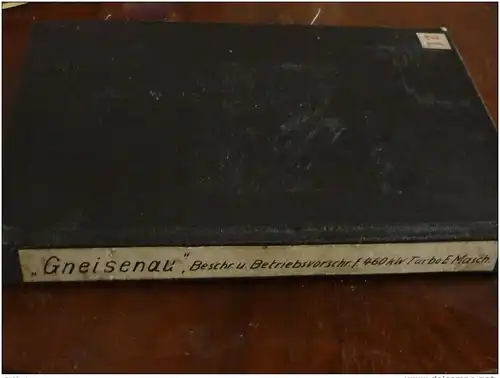 „Gneisenau“, Beschr. u. Betriebsvorschr. f. 460 kW Turbo E Masch.